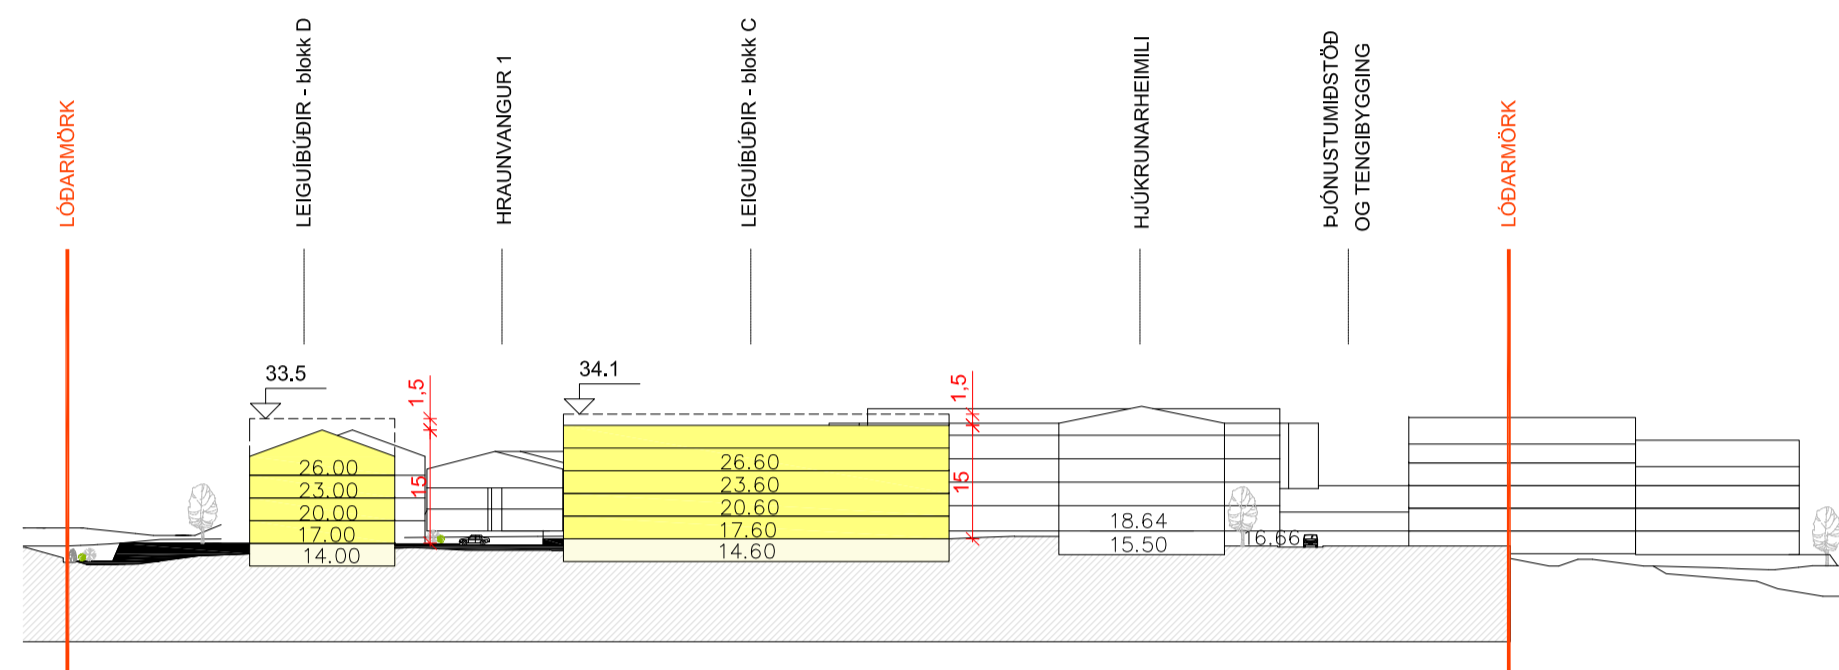 LÓÐARMÖRK
LEIGUÍBÚÐIR - blokk D
HRAUNVANGUR 1
LEIGUÍBÚÐIR - blokk C
HJÚKRUNARHEIMILI
ÞJÓNUSTUMIÐSTÖÐ
OG TENGIBYGGING
LÓÐARMÖRK
33.5
1,5
34.1
1,5
26.00
23.00
20.00
17.00
14.00
15
26.60
23.60
20.60
17.60
14.60
15
18.64
15.50
16.66